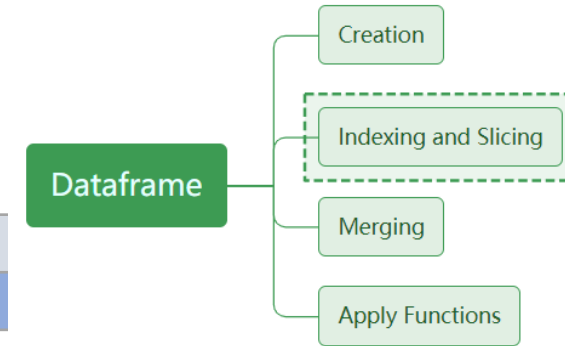 Creation
Indexing and Slicing
Dataframe
Merging
Apply Functions